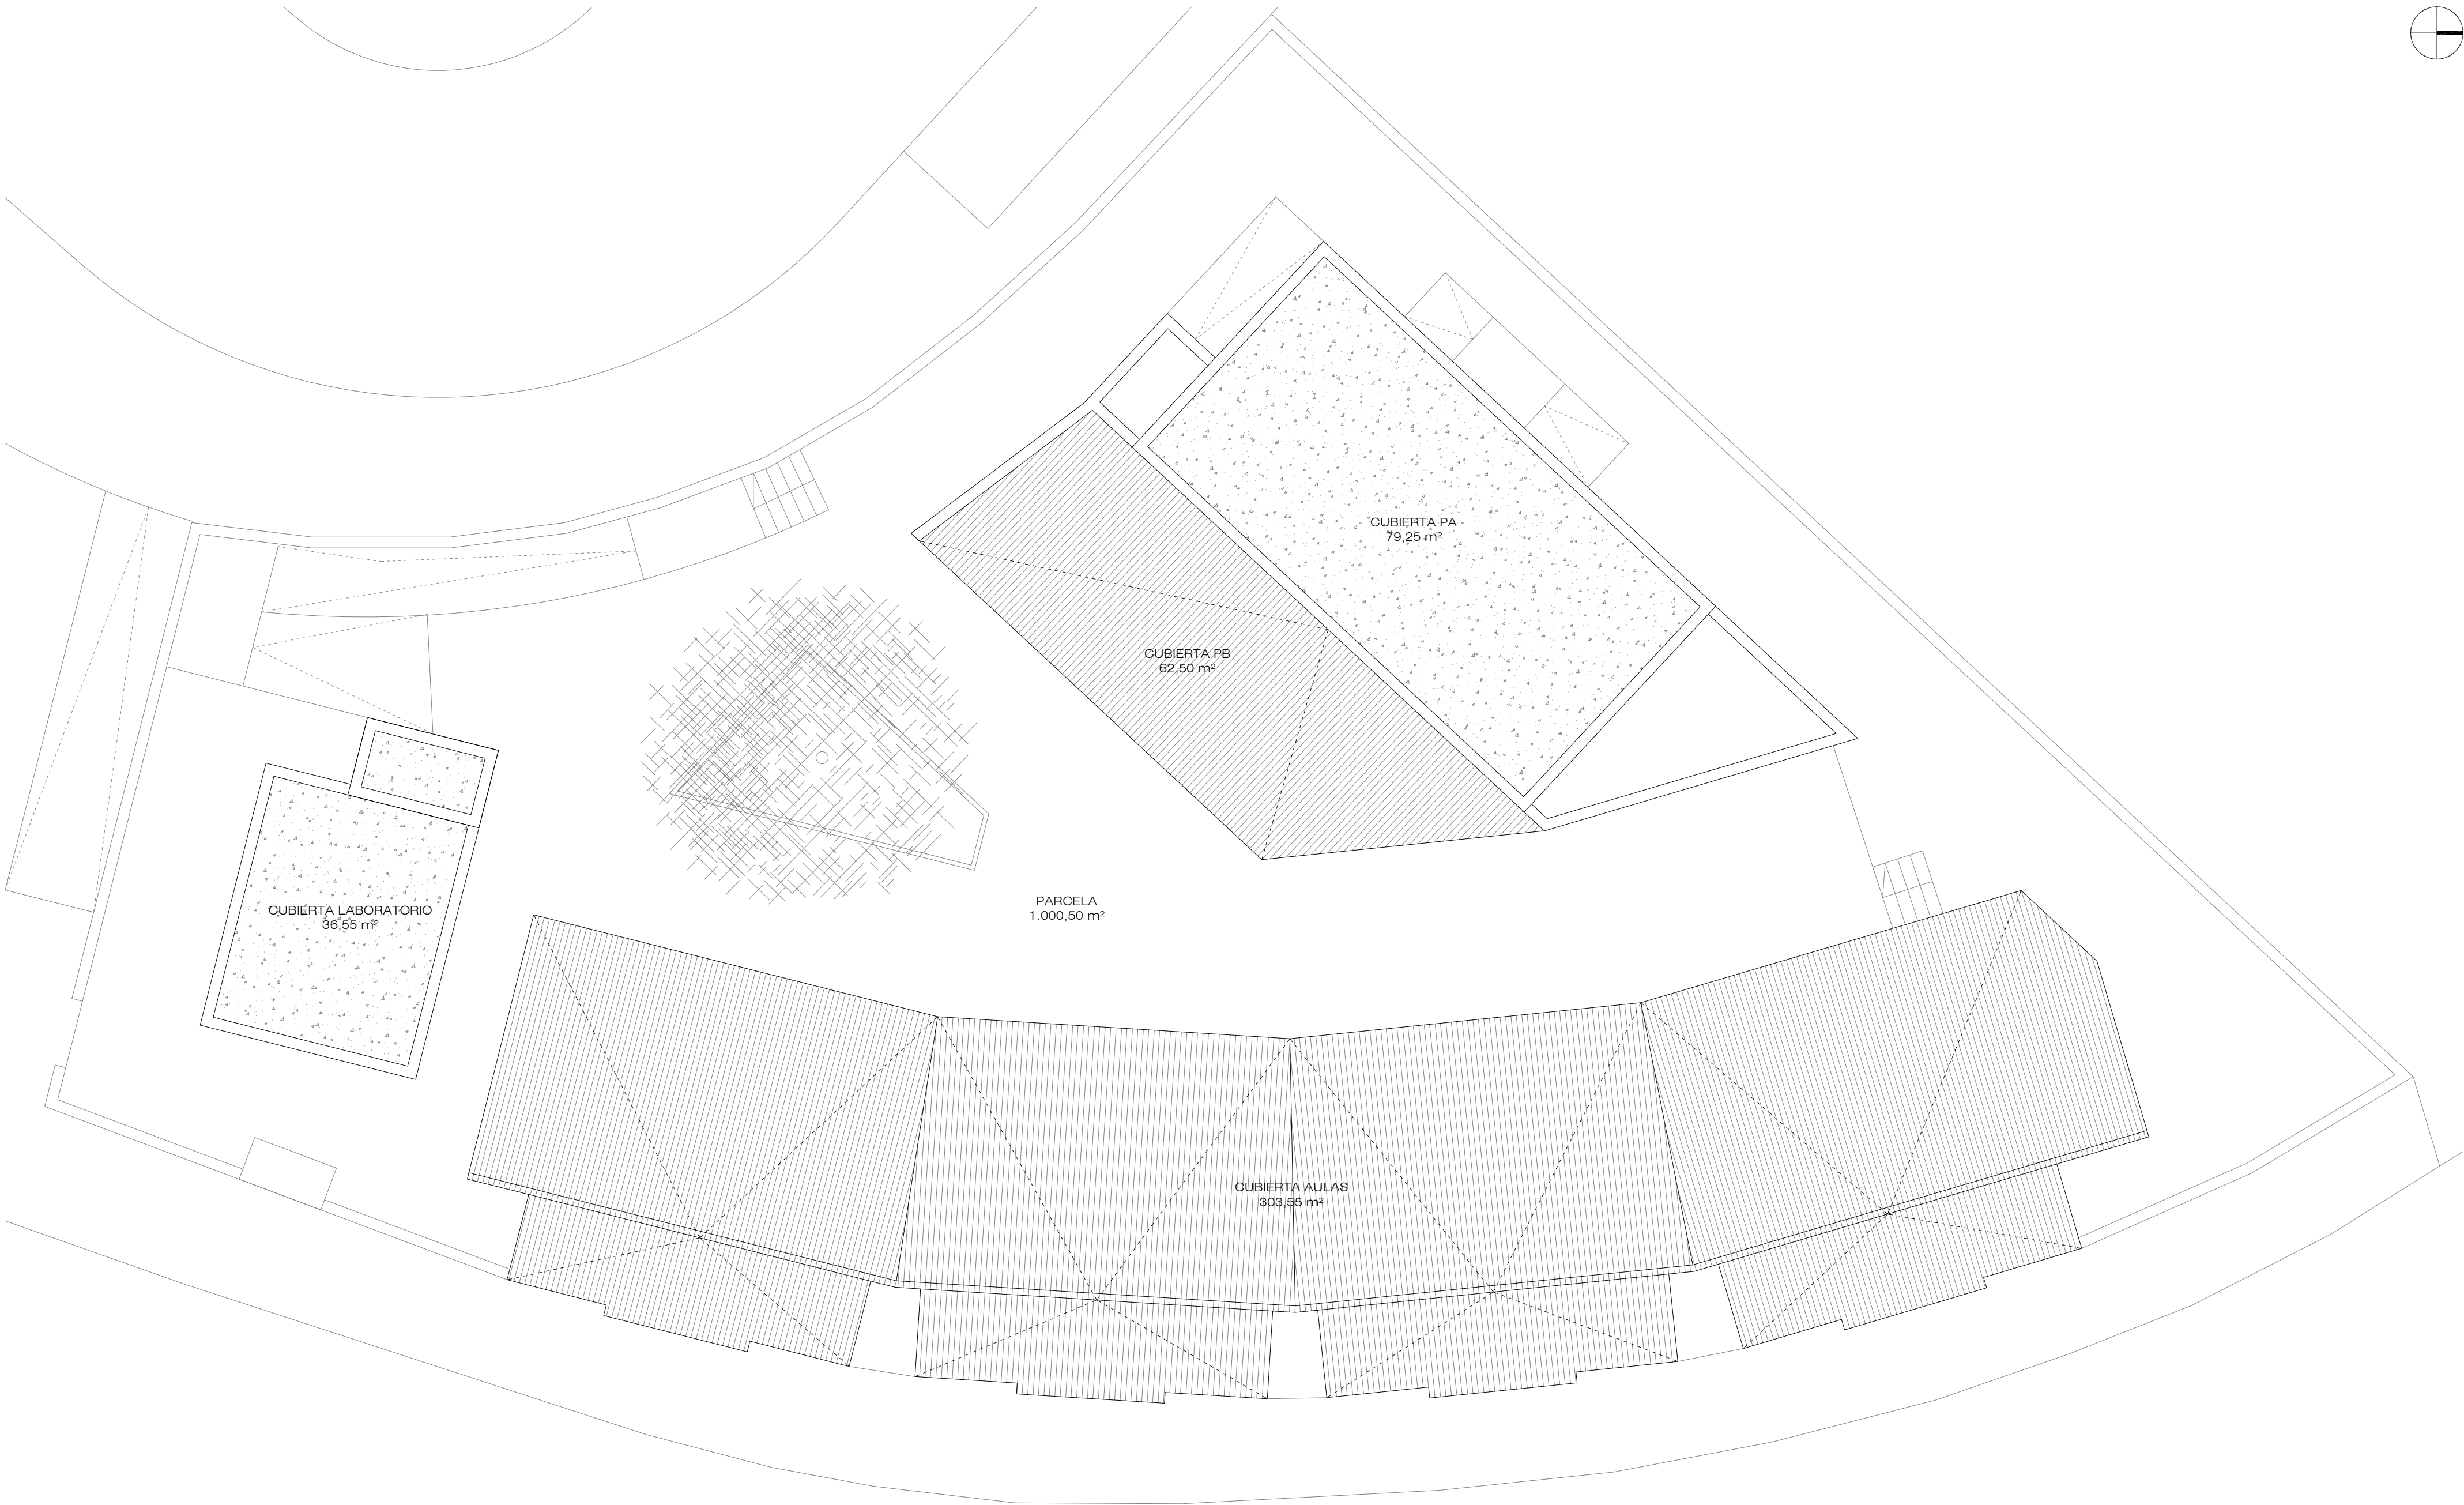 CUBIERTA PA
79,25 m²
CUBIERTA PB
62,50 m²
PARCELA
1.000,50 m²
CUBIERTA LABORATORIO
36,55 m²
CUBIERTA AULAS
303,55 m²